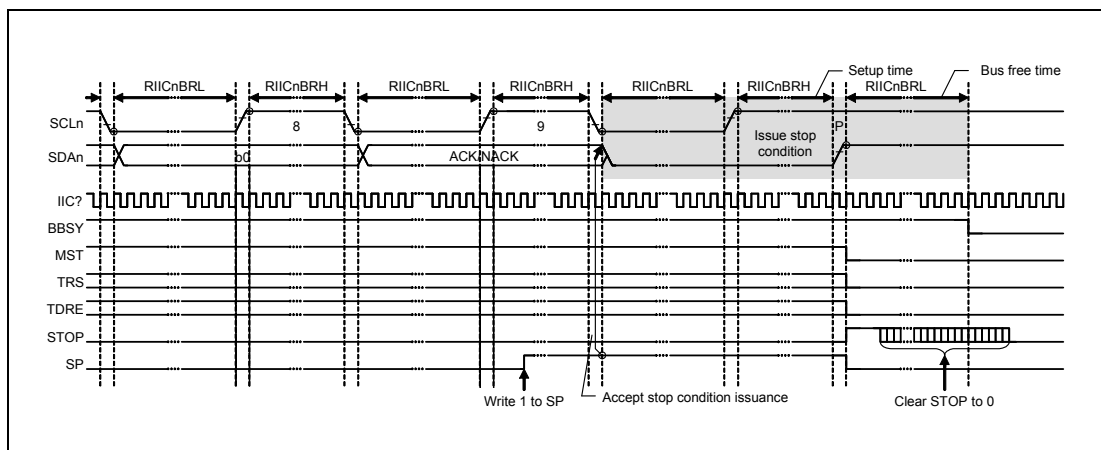 Setup time
Bus free time
RIICnBRL RIICnBRH RIICnBRL RIICnBRH RIICnBRL RIICnBRH RIICnBRL
SCLn 8 9 P
Issue stop
condition
SDAn b0 ACK/NACK
IIC?
BBSY
MST
TRS
TDRE
STOP
SP
Write 1 to SP
Accept stop condition issuance
Clear STOP to 0